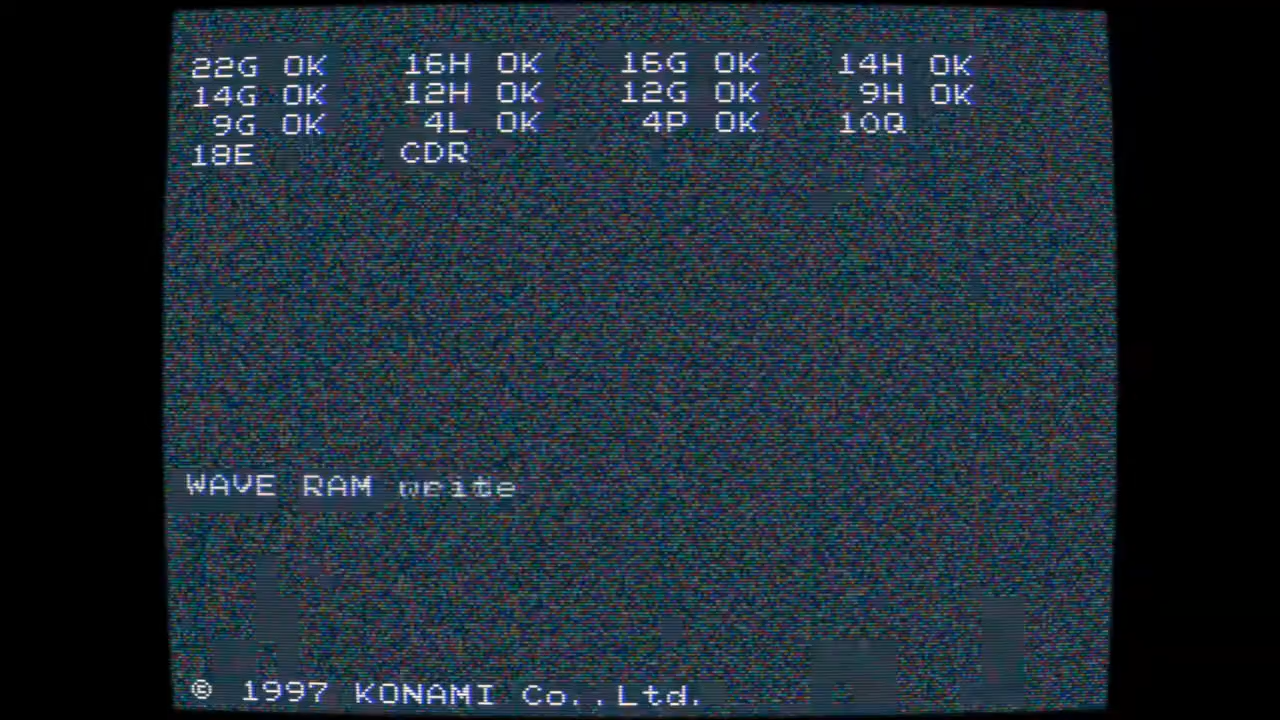 22G OK 16H OK 16G OK 14H OK
14G OK 12H OK 12G OK 9H OK
9G OK 4L OK 4P OK 10Q
18E CDR
WAVE RAM write
© 1997 KONAMI Co.,Ltd.